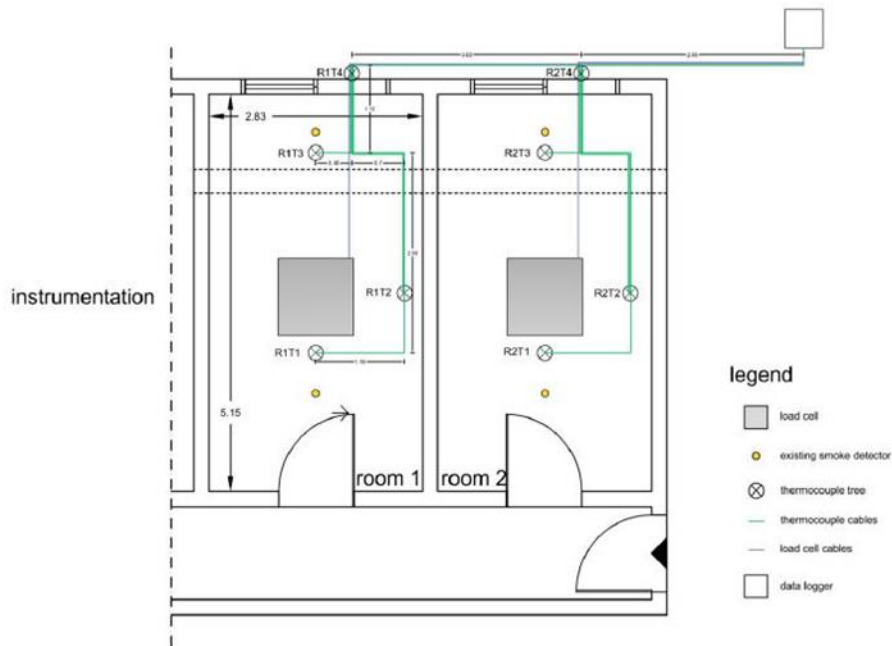 R1T4
R2T4
2.83
R1T3
R2T3
instrumentation
R1T2
R2T2
R1T1
R2T1
legend
5.15
load cell
existing smoke detector
room 1
room 2
thermocouple tree
thermocouple cables
load cell cables
data logger